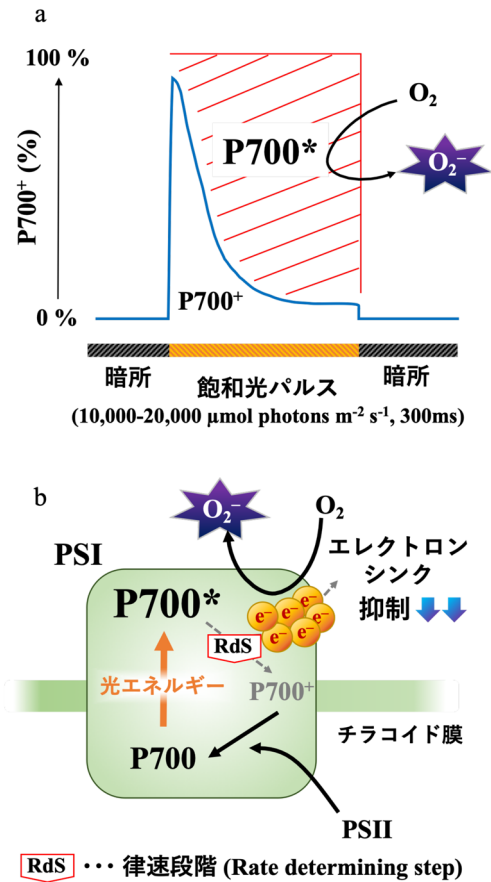 a
100 %
P700⁺ (%)
0 %
O₂
P700*
O₂⁻
P700⁺
暗所
飽和光パルス
暗所
(10,000-20,000 µmol photons m⁻² s⁻¹, 300ms)
b
O₂⁻
O₂
PSI
エレクトロン
シンク
抑制
P700*
e⁻ e⁻ e⁻
e⁻ e⁻ e⁻
RdS
光エネルギー
P700⁺
P700
チラコイド膜
PSII
RdS ･･･ 律速段階 (Rate determining step)